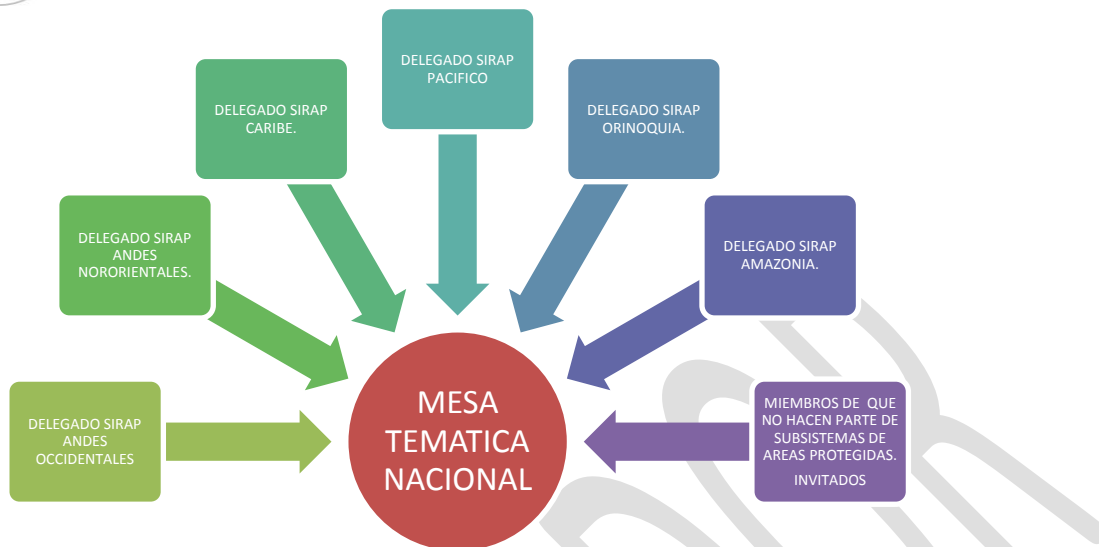 DELEGADO SIRAP
PACIFICO
DELEGADO SIRAP
CARIBE.
DELEGADO SIRAP
ORINOQUIA.
DELEGADO SIRAP
ANDES
NORORIENTALES.
DELEGADO SIRAP
AMAZONIA.
DELEGADO SIRAP
ANDES
OCCIDENTALES
MESA
TEMATICA
NACIONAL
MIEMBROS DE QUE
NO HACEN PARTE DE
SUBSISTEMAS DE
AREAS PROTEGIDAS.
INVITADOS